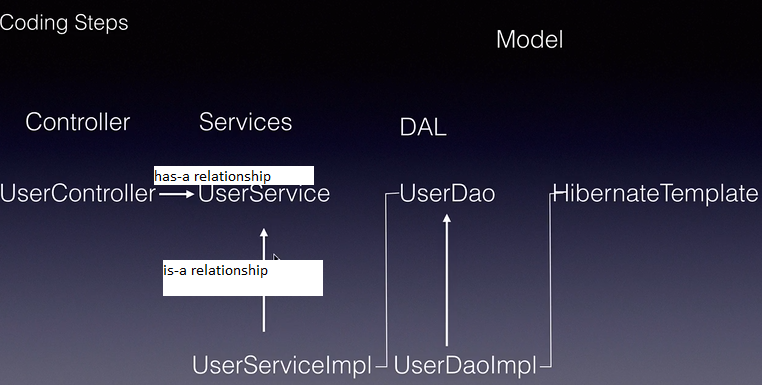 Coding Steps
Model
Controller
Services
DAL
has-a relationship
UserController
UserService
UserDao
HibernateTemplate
is-a relationship
UserServiceImpl
UserDaoImpl